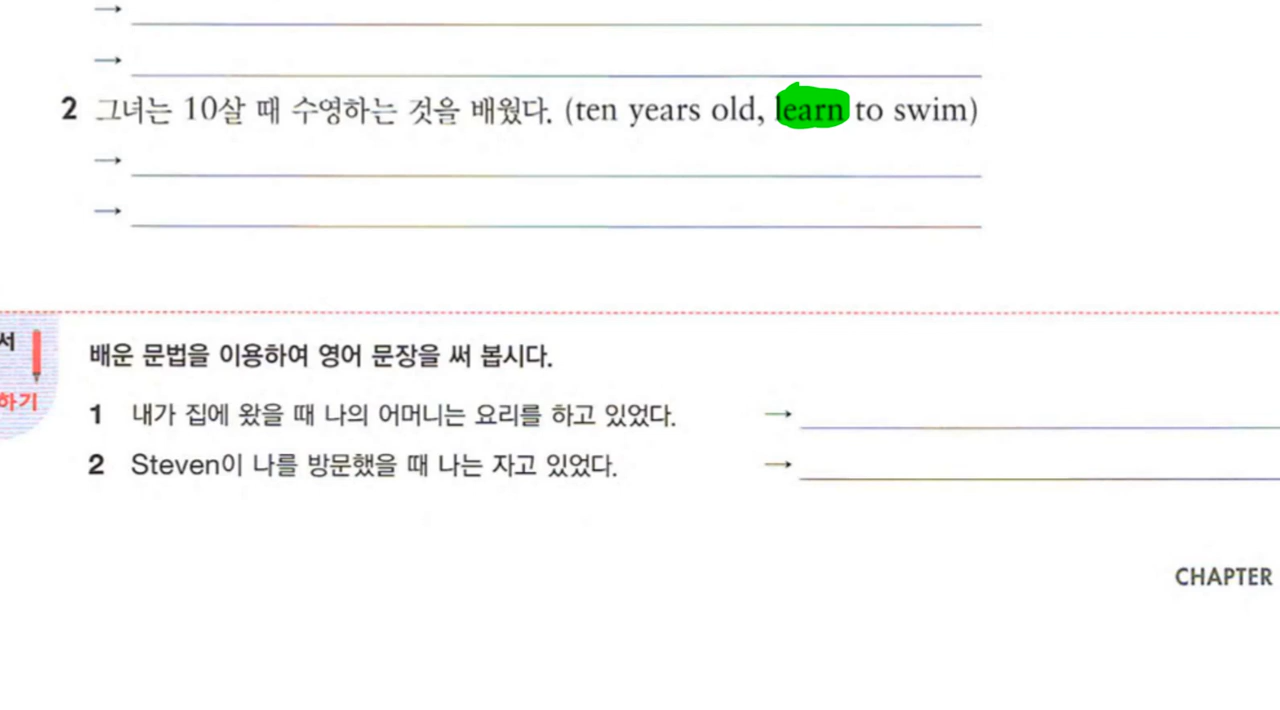 →
→
2 그녀는 10살 때 수영하는 것을 배웠다. (ten years old, learn to swim)
→
→
서
배운 문법을 이용하여 영어 문장을 써 봅시다.
하기
1 내가 집에 왔을 때 나의 어머니는 요리를 하고 있었다. →
2 Steven이 나를 방문했을 때 나는 자고 있었다. →
CHAPTER